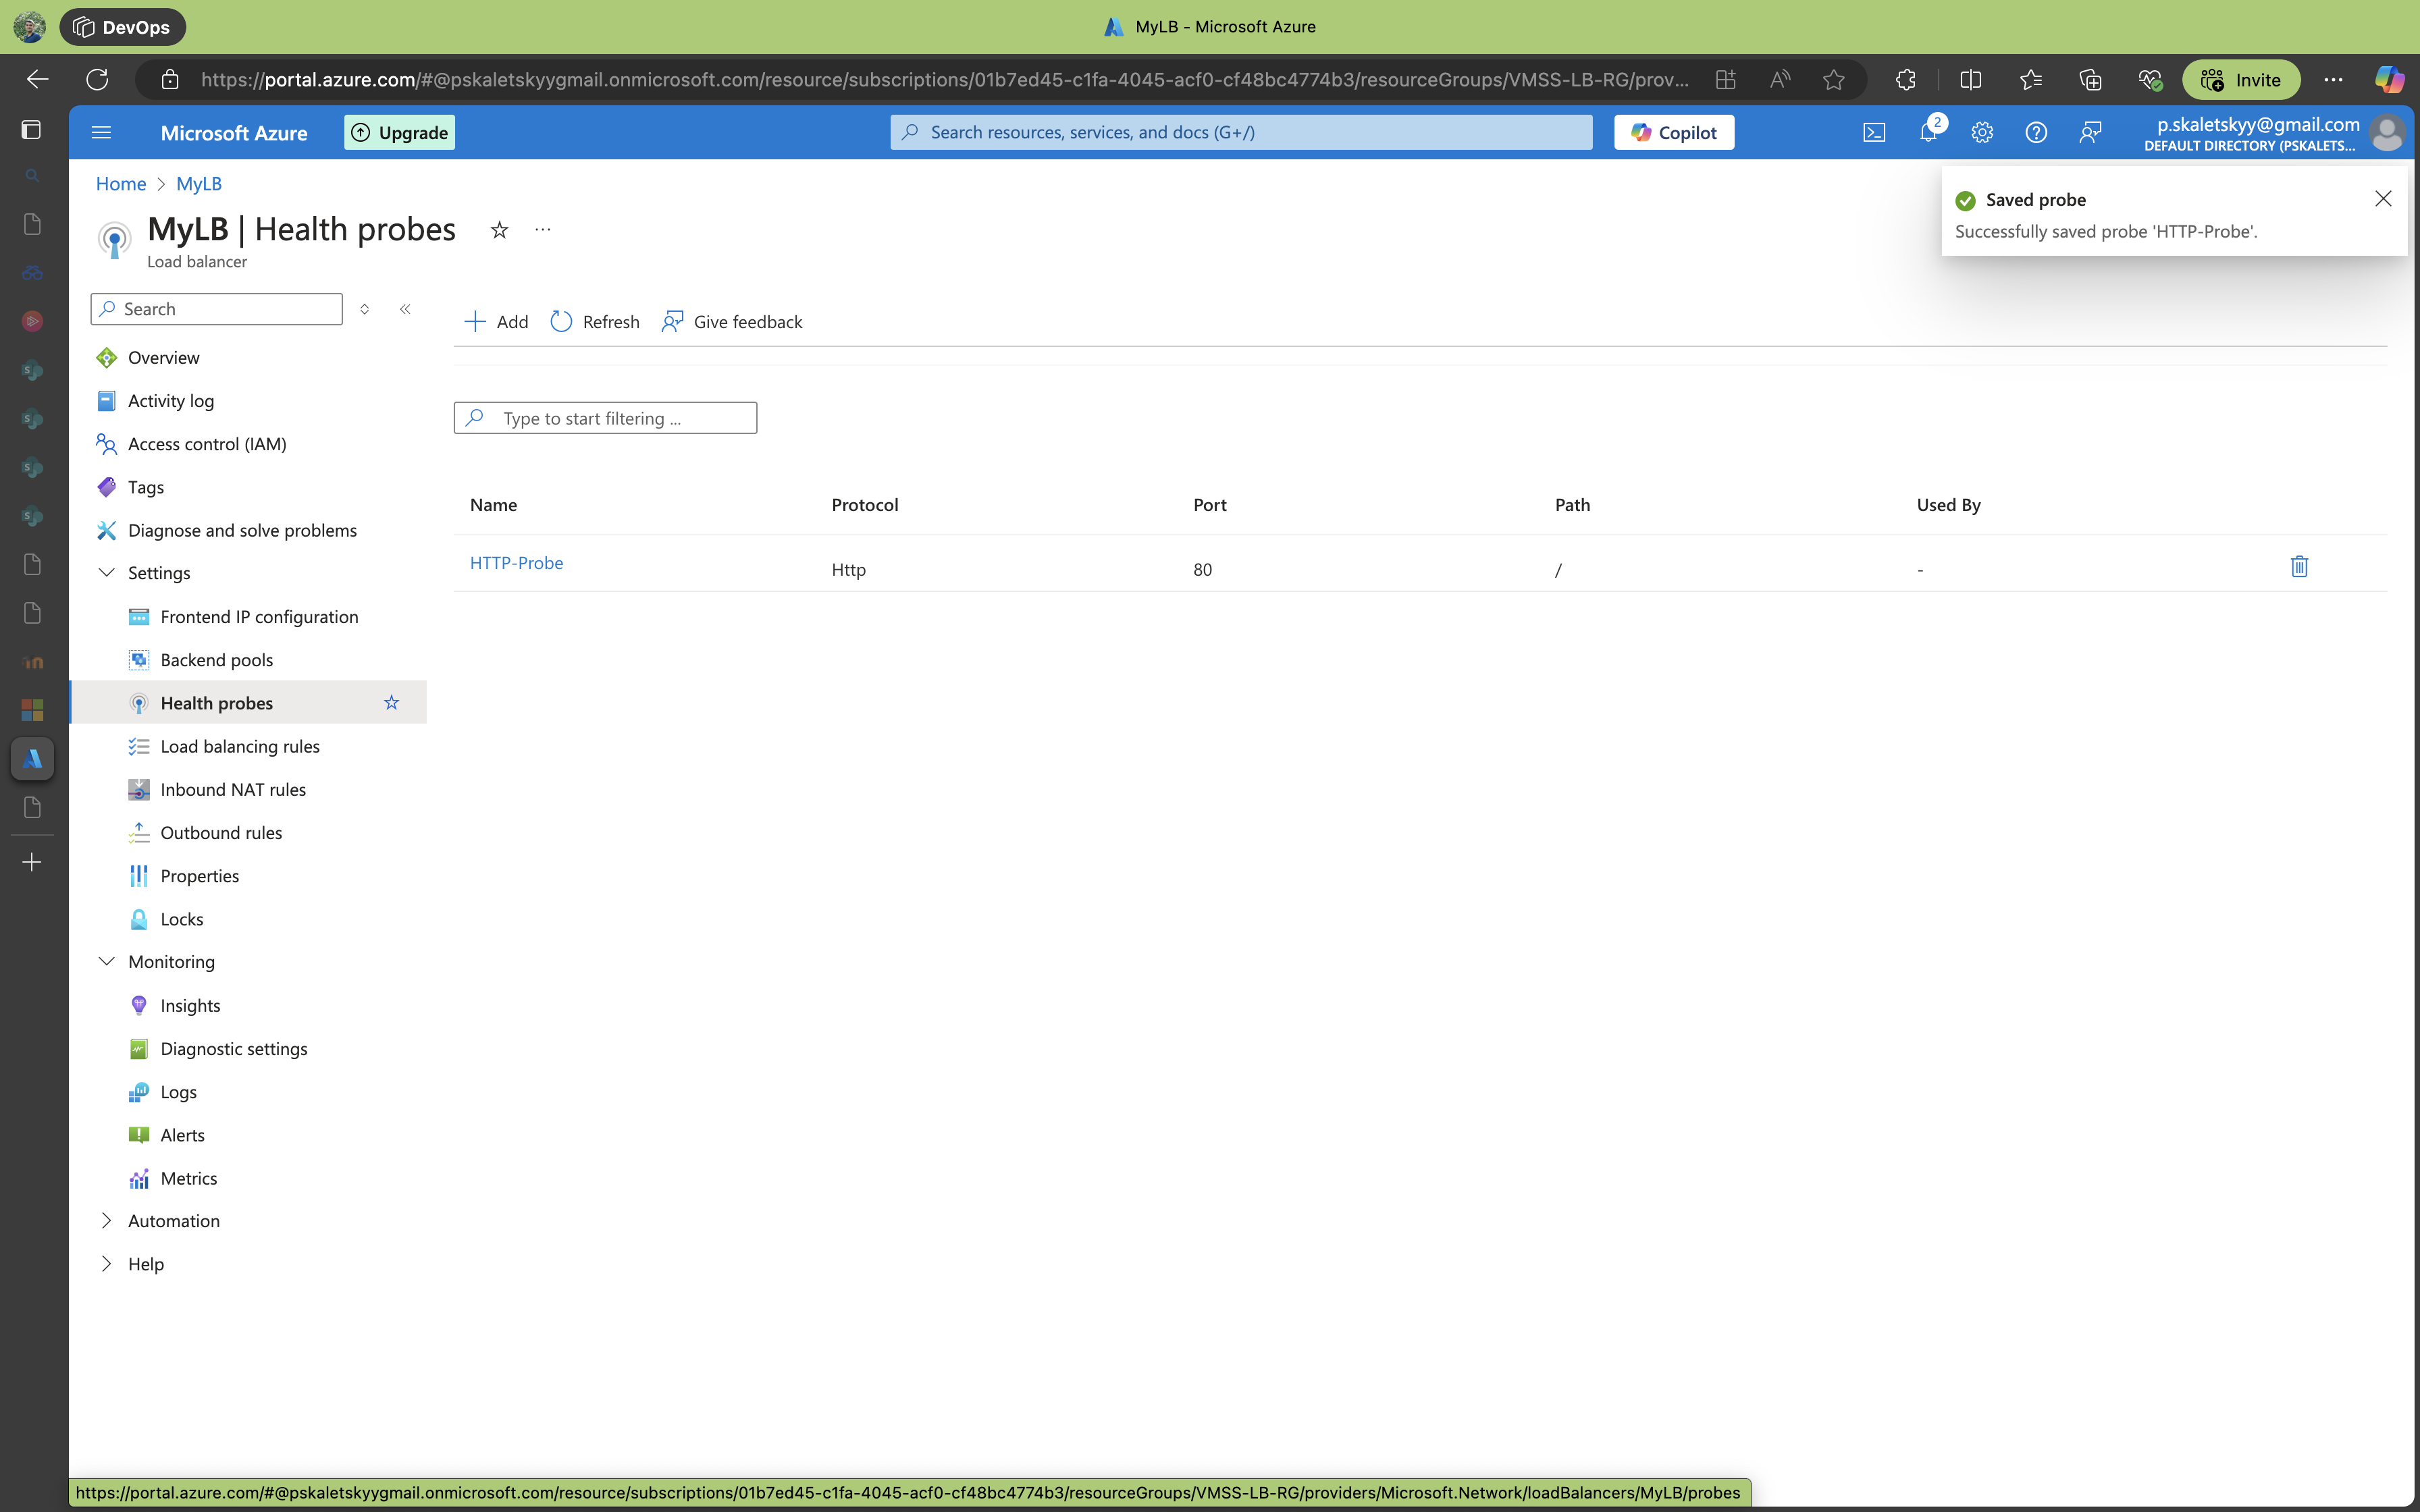 DevOps
MyLB - Microsoft Azure
https://portal.azure.com/#@pskaletskyygmail.onmicrosoft.com/resource/subscriptions/01b7ed45-c1fa-4045-acf0-cf48bc4774b3/resourceGroups/VMSS-LB-RG/prov...
Invite
Microsoft Azure
Upgrade
Search resources, services, and docs (G+/)
Copilot
2
p.skaletskyy@gmail.com
DEFAULT DIRECTORY (PSKALETS...
Home > MyLB
Saved probe
Successfully saved probe 'HTTP-Probe'.
MyLB | Health probes
Load balancer
Search
Add
Refresh
Give feedback
Overview
Activity log
Access control (IAM)
Tags
Diagnose and solve problems
Settings
Frontend IP configuration
Backend pools
Health probes
Load balancing rules
Inbound NAT rules
Outbound rules
Properties
Locks
Monitoring
Insights
Diagnostic settings
Logs
Alerts
Metrics
Automation
Help
Type to start filtering ...
Name Protocol Port Path Used By
HTTP-Probe Http 80 / -
https://portal.azure.com/#@pskaletskyygmail.onmicrosoft.com/resource/subscriptions/01b7ed45-c1fa-4045-acf0-cf48bc4774b3/resourceGroups/VMSS-LB-RG/providers/Microsoft.Network/loadBalancers/MyLB/probes